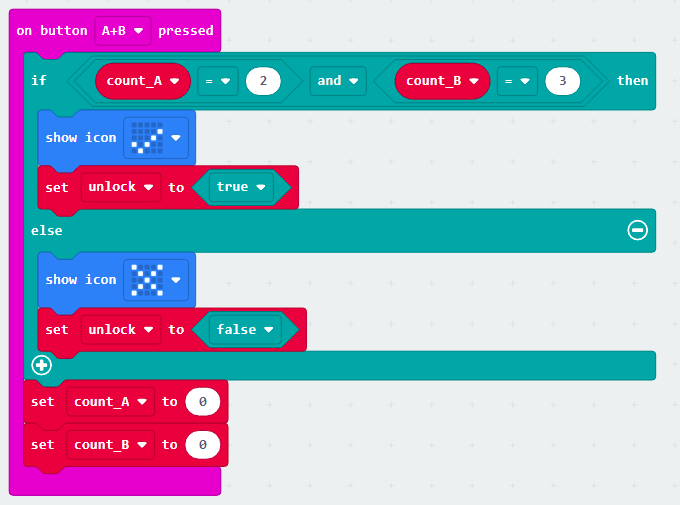 on button A+B pressed
if count_A = 2 and count_B = 3 then
show icon
set unlock to true
else
show icon
set unlock to false
set count_A to 0
set count_B to 0